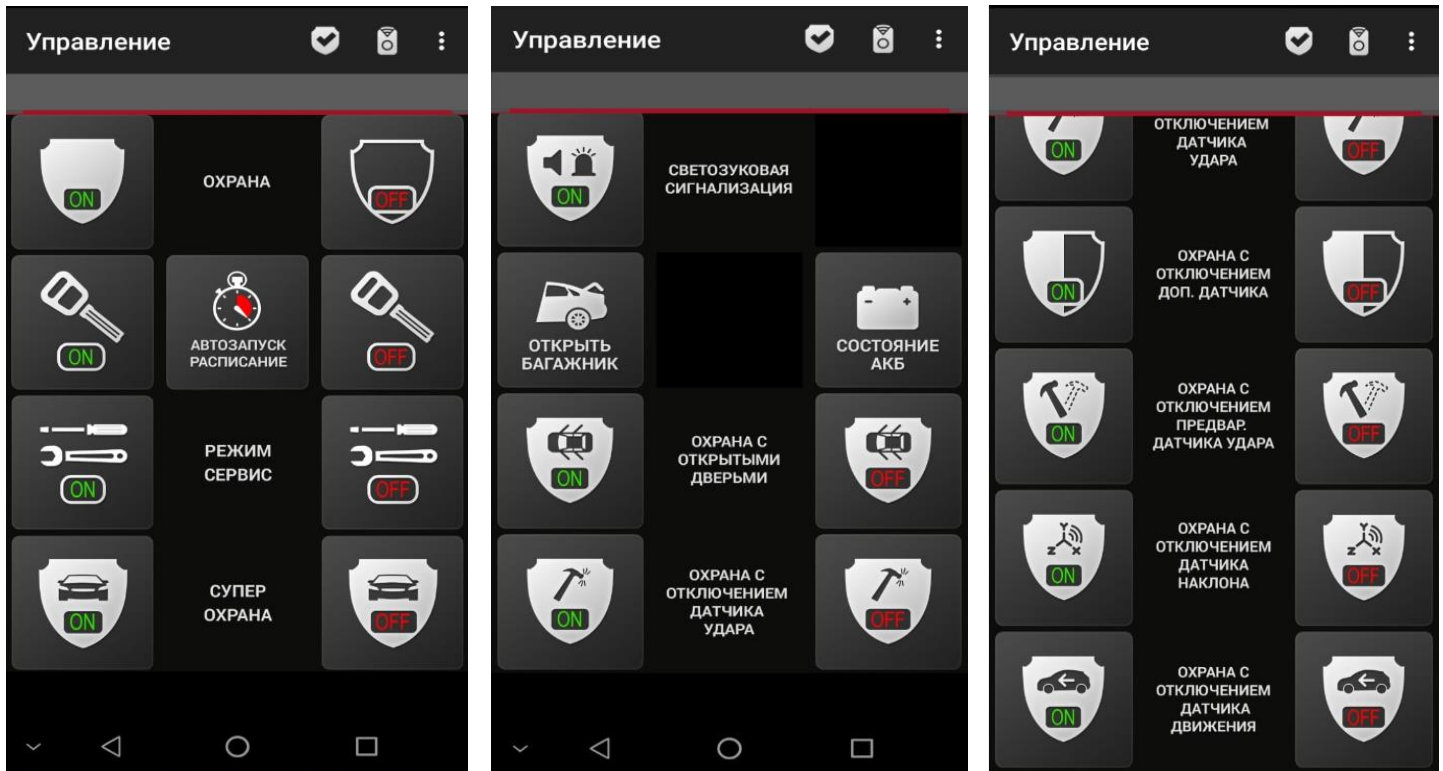 Управление
ON
ОХРАНА
OFF
ON
АВТОЗАПУСК
РАСПИСАНИЕ
OFF
ON
РЕЖИМ
СЕРВИС
OFF
ON
СУПЕР
ОХРАНА
OFF
Управление
ON
СВЕТОЗУКОВАЯ
СИГНАЛИЗАЦИЯ
ОТКРЫТЬ
БАГАЖНИК
- +
СОСТОЯНИЕ
АКБ
ON
ОХРАНА С
ОТКРЫТЫМИ
ДВЕРЬМИ
OFF
ON
ОХРАНА С
ОТКЛЮЧЕНИЕМ
ДАТЧИКА
УДАРА
OFF
Управление
ON
ОТКЛЮЧЕНИЕМ
ДАТЧИКА
УДАРА
OFF
ON
ОХРАНА С
ОТКЛЮЧЕНИЕМ
ДОП. ДАТЧИКА
OFF
ON
ОХРАНА С
ОТКЛЮЧЕНИЕМ
ПРЕДВАР.
ДАТЧИКА УДАРА
OFF
Y
Z X
ON
ОХРАНА С
ОТКЛЮЧЕНИЕМ
ДАТЧИКА
НАКЛОНА
Y
Z X
OFF
ON
ОХРАНА С
ОТКЛЮЧЕНИЕМ
ДАТЧИКА
ДВИЖЕНИЯ
OFF